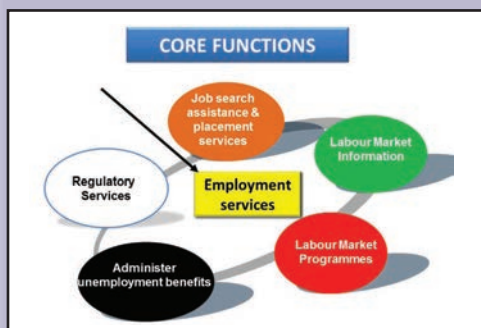 CORE FUNCTIONS
Job search
assistance &
placement
services
Labour Market
Information
Regulatory
Services
Employment
services
Labour Market
Programmes
Administer
unemployment benefits